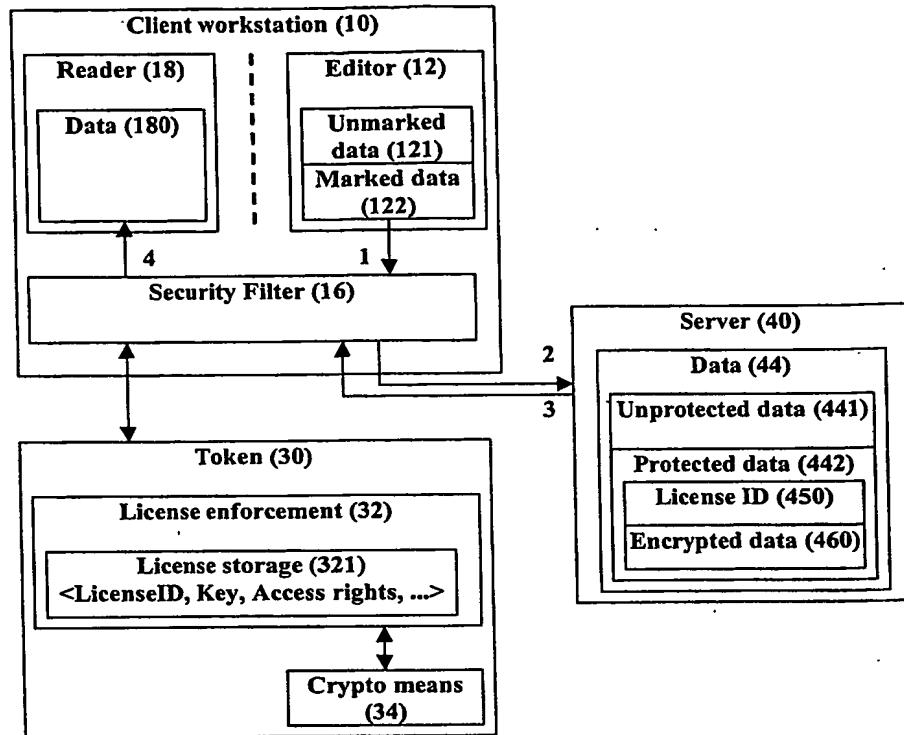 Client workstation (10)
Reader (18)
Data (180)
Editor (12)
Unmarked
data (121)
Marked data
(122)
4
1
Security Filter (16)
2
3
Server (40)
Data (44)
Unprotected data (441)
Protected data (442)
License ID (450)
Encrypted data (460)
Token (30)
License enforcement (32)
License storage (321)
<LicenseID, Key, Access rights, ...>
Crypto means
(34)